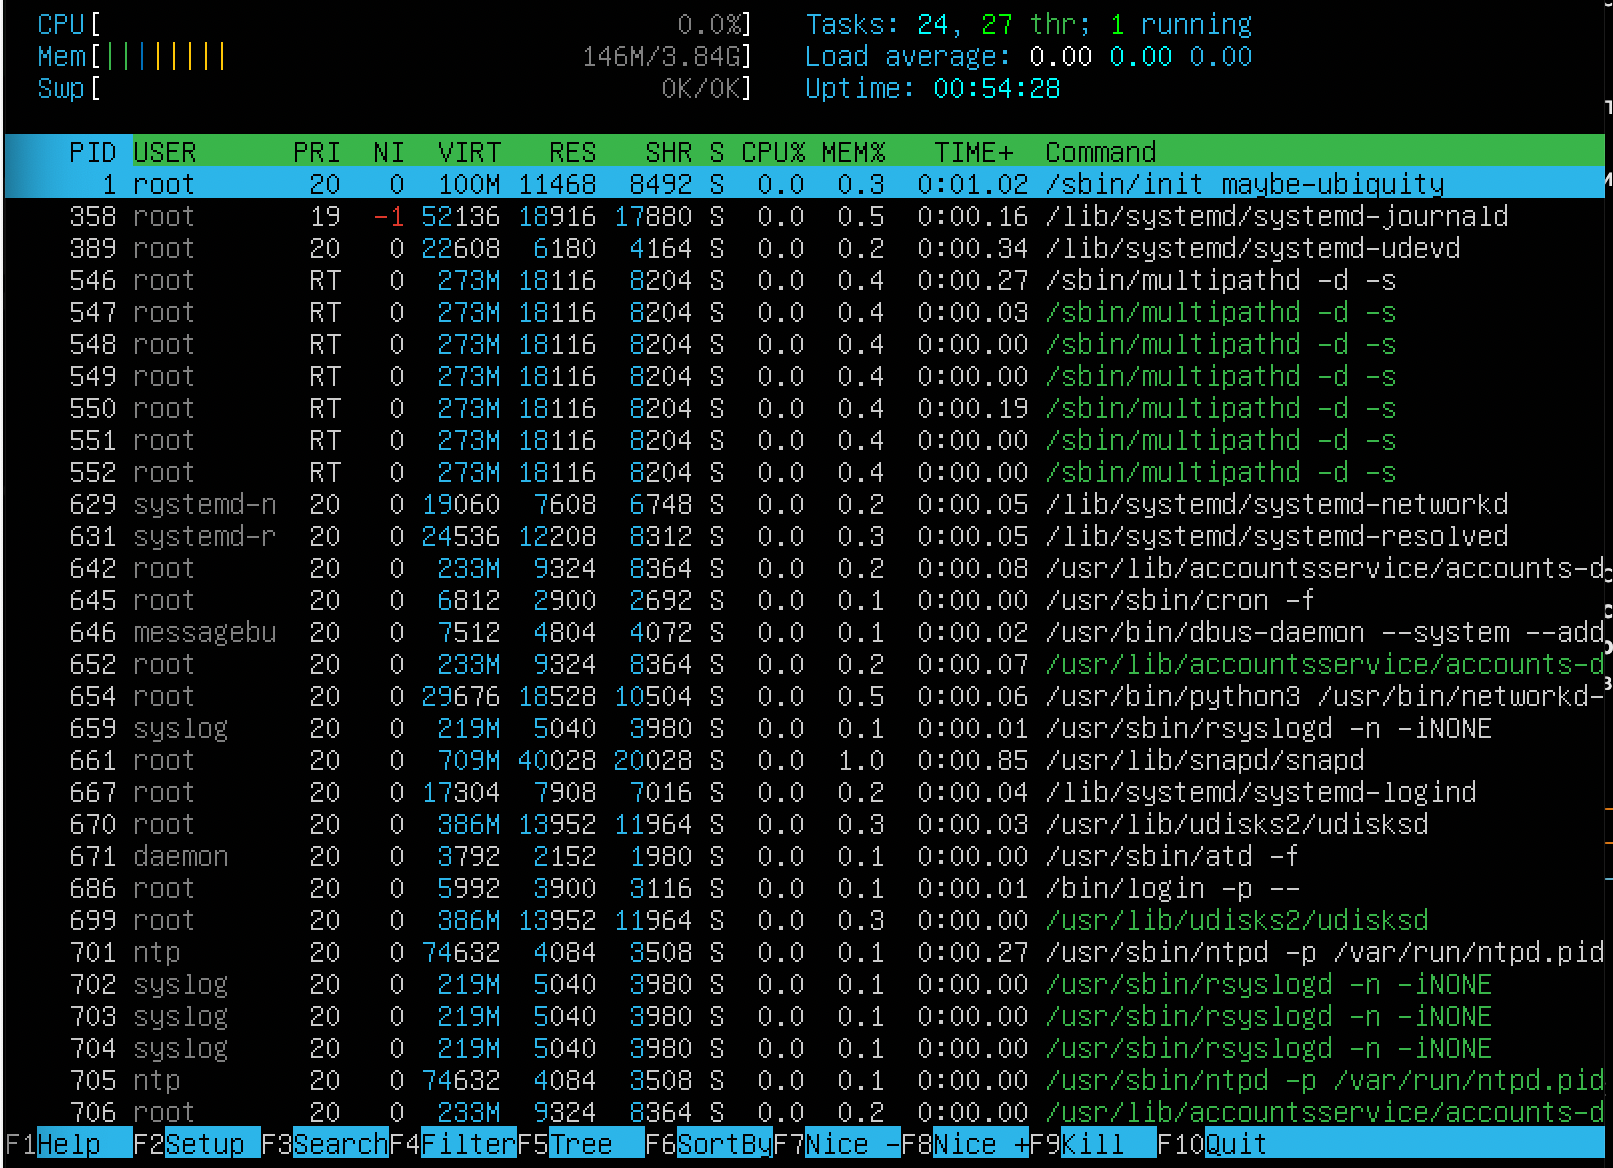 CPU[ 0.0%] Tasks: 24, 27 thr; 1 running
Mem[|||||||| 146M/3.84G] Load average: 0.00 0.00 0.00
Swp[ 0K/0K] Uptime: 00:54:28
PID USER PRI NI VIRT RES SHR S CPU% MEM% TIME+ Command
1 root 20 0 100M 11468 8492 S 0.0 0.3 0:01.02 /sbin/init maybe-ubiquity
358 root 19 -1 52136 18916 17880 S 0.0 0.5 0:00.16 /lib/systemd/systemd-journald
389 root 20 0 22608 6180 4164 S 0.0 0.2 0:00.34 /lib/systemd/systemd-udevd
546 root RT 0 273M 18116 8204 S 0.0 0.4 0:00.27 /sbin/multipathd -d -s
547 root RT 0 273M 18116 8204 S 0.0 0.4 0:00.03 /sbin/multipathd -d -s
548 root RT 0 273M 18116 8204 S 0.0 0.4 0:00.00 /sbin/multipathd -d -s
549 root RT 0 273M 18116 8204 S 0.0 0.4 0:00.00 /sbin/multipathd -d -s
550 root RT 0 273M 18116 8204 S 0.0 0.4 0:00.19 /sbin/multipathd -d -s
551 root RT 0 273M 18116 8204 S 0.0 0.4 0:00.00 /sbin/multipathd -d -s
552 root RT 0 273M 18116 8204 S 0.0 0.4 0:00.00 /sbin/multipathd -d -s
629 systemd-n 20 0 19060 7608 6748 S 0.0 0.2 0:00.05 /lib/systemd/systemd-networkd
631 systemd-r 20 0 24536 12208 8312 S 0.0 0.3 0:00.05 /lib/systemd/systemd-resolved
642 root 20 0 233M 9324 8364 S 0.0 0.2 0:00.08 /usr/lib/accountsservice/accounts-d
645 root 20 0 6812 2900 2692 S 0.0 0.1 0:00.00 /usr/sbin/cron -f
646 messagebu 20 0 7512 4804 4072 S 0.0 0.1 0:00.02 /usr/bin/dbus-daemon --system --add
652 root 20 0 233M 9324 8364 S 0.0 0.2 0:00.07 /usr/lib/accountsservice/accounts-d
654 root 20 0 29676 18528 10504 S 0.0 0.5 0:00.06 /usr/bin/python3 /usr/bin/networkd-
659 syslog 20 0 219M 5040 3980 S 0.0 0.1 0:00.01 /usr/sbin/rsyslogd -n -iNONE
661 root 20 0 709M 40028 20028 S 0.0 1.0 0:00.85 /usr/lib/snapd/snapd
667 root 20 0 17304 7908 7016 S 0.0 0.2 0:00.04 /lib/systemd/systemd-logind
670 root 20 0 386M 13952 11964 S 0.0 0.3 0:00.03 /usr/lib/udisks2/udisksd
671 daemon 20 0 3792 2152 1980 S 0.0 0.1 0:00.00 /usr/sbin/atd -f
686 root 20 0 5992 3900 3116 S 0.0 0.1 0:00.01 /bin/login -p --
699 root 20 0 386M 13952 11964 S 0.0 0.3 0:00.00 /usr/lib/udisks2/udisksd
701 ntp 20 0 74632 4084 3508 S 0.0 0.1 0:00.27 /usr/sbin/ntpd -p /var/run/ntpd.pid
702 syslog 20 0 219M 5040 3980 S 0.0 0.1 0:00.00 /usr/sbin/rsyslogd -n -iNONE
703 syslog 20 0 219M 5040 3980 S 0.0 0.1 0:00.00 /usr/sbin/rsyslogd -n -iNONE
704 syslog 20 0 219M 5040 3980 S 0.0 0.1 0:00.00 /usr/sbin/rsyslogd -n -iNONE
705 ntp 20 0 74632 4084 3508 S 0.0 0.1 0:00.00 /usr/sbin/ntpd -p /var/run/ntpd.pid
706 root 20 0 233M 9324 8364 S 0.0 0.2 0:00.00 /usr/lib/accountsservice/accounts-d
F1Help F2Setup F3SearchF4FilterF5Tree F6SortByF7Nice -F8Nice +F9Kill F10Quit